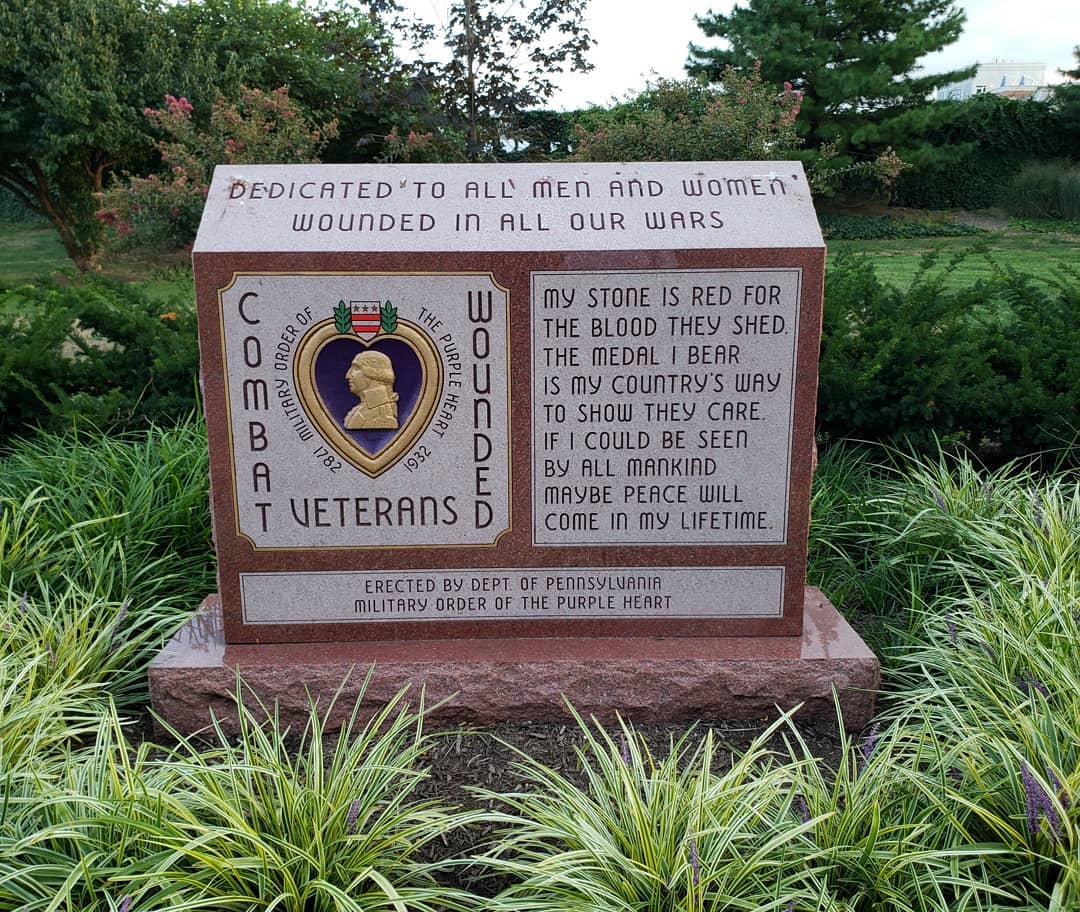 DEDICATED TO ALL MEN AND WOMEN
WOUNDED IN ALL OUR WARS
COMBAT
WOUNDED
VETERANS
MILITARY ORDER OF
THE PURPLE HEART
1782
1932
MY STONE IS RED FOR
THE BLOOD THEY SHED.
THE MEDAL I BEAR
IS MY COUNTRY'S WAY
TO SHOW THEY CARE.
IF I COULD BE SEEN
BY ALL MANKIND
MAYBE PEACE WILL
COME IN MY LIFETIME.
ERECTED BY DEPT. OF PENNSYLVANIA
MILITARY ORDER OF THE PURPLE HEART